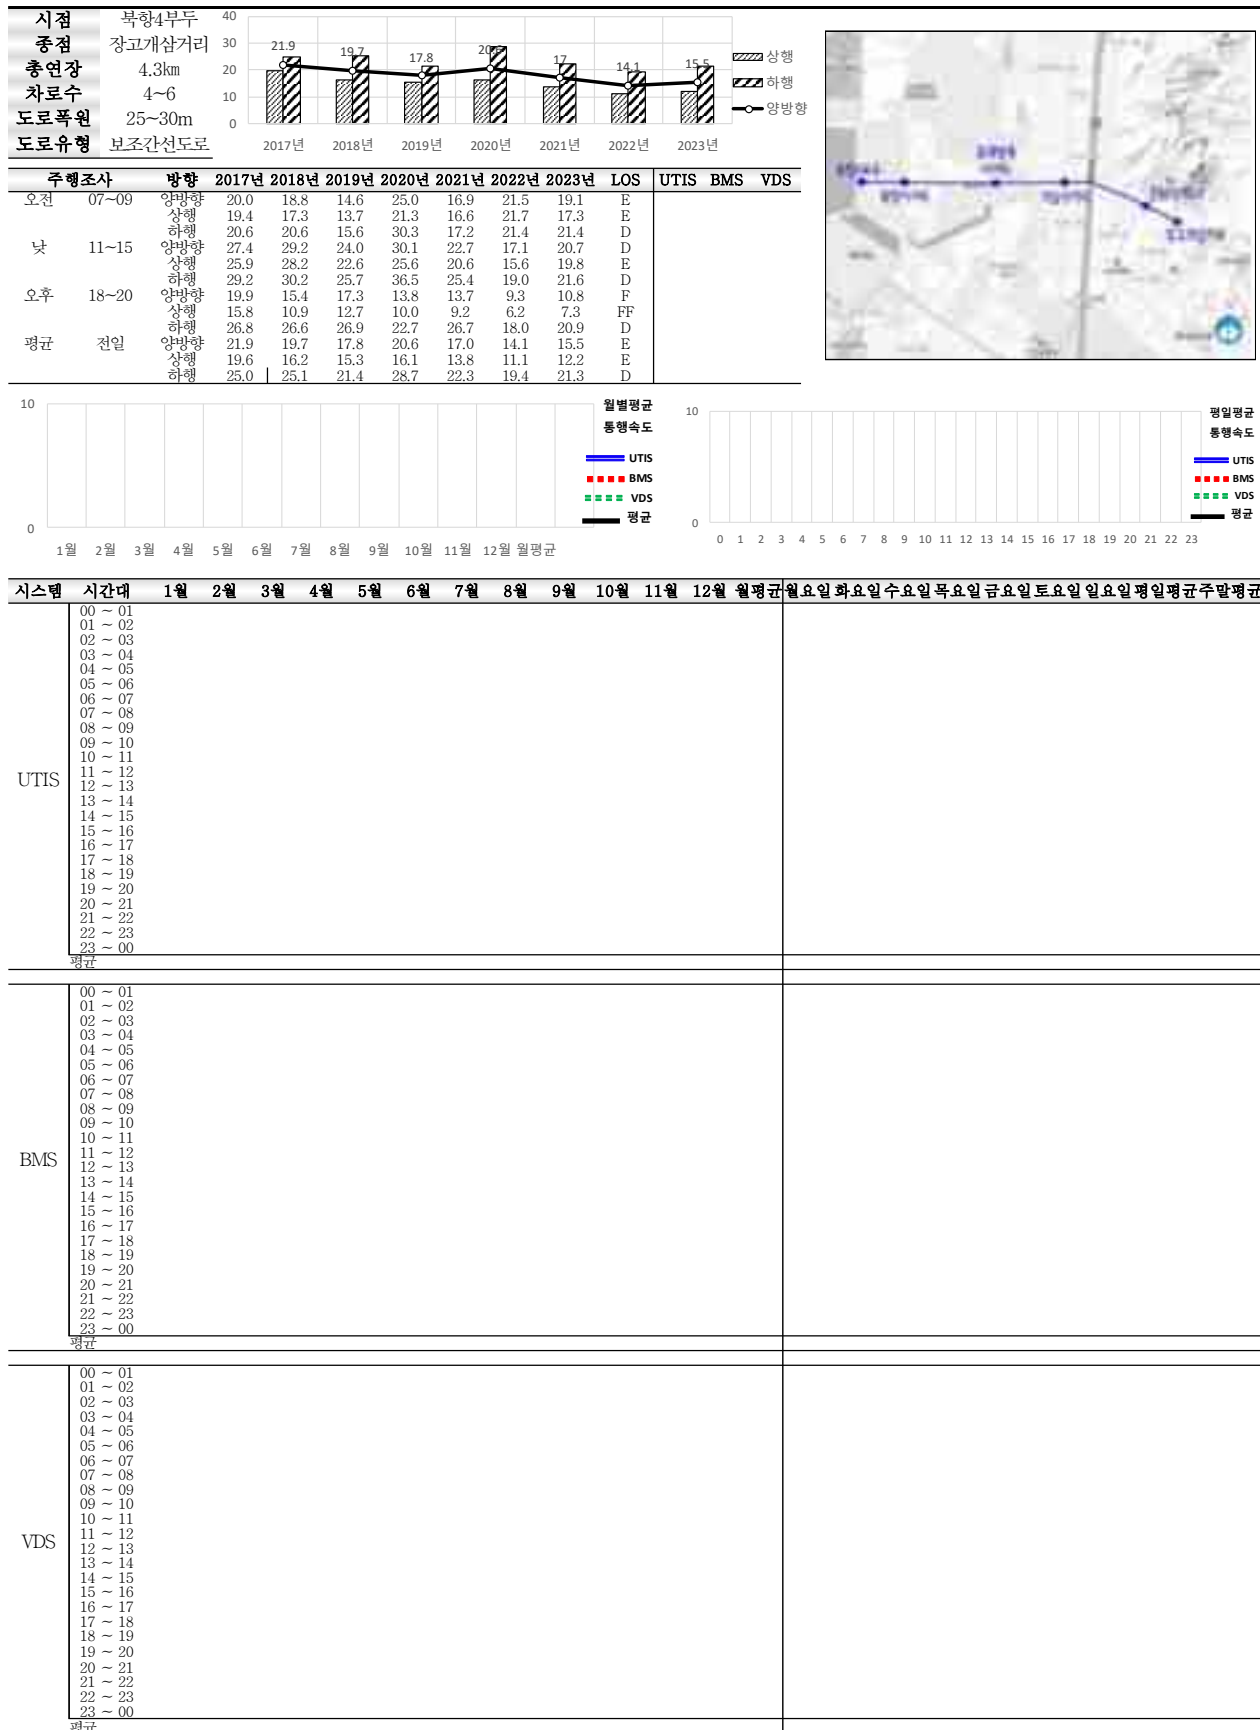 시점 북항4부두
종점 장고개삼거리
총연장 4.3km
차로수 4~6
도로폭원 25~30m
도로유형 보조간선도로
40
30
20
10
0
21.9 19.7 17.8 20.6 17 14.1 15.5
2017년 2018년 2019년 2020년 2021년 2022년 2023년
상행
하행
양방향
주행조사 방향 2017년 2018년 2019년 2020년 2021년 2022년 2023년 LOS UTIS BMS VDS
오전 07~09 양방향 20.0 18.8 14.6 25.0 16.9 21.5 19.1 E
상행 19.4 17.3 13.7 21.3 16.6 21.7 17.3 E
하행 20.6 20.6 15.6 30.3 17.2 21.4 21.4 D
낮 11~15 양방향 27.4 29.2 24.0 30.1 22.7 17.1 20.7 D
상행 25.9 28.2 22.6 25.6 20.6 15.6 19.8 E
하행 29.2 30.2 25.7 36.5 25.4 19.0 21.6 D
오후 18~20 양방향 19.9 15.4 17.3 13.8 13.7 9.3 10.8 F
상행 15.8 10.9 12.7 10.0 9.2 6.2 7.3 FF
하행 26.8 26.6 26.9 22.7 26.7 18.0 20.9 D
평균 전일 양방향 21.9 19.7 17.8 20.6 17.0 14.1 15.5 E
상행 19.6 16.2 15.3 16.1 13.8 11.1 12.2 E
하행 25.0 25.1 21.4 28.7 22.3 19.4 21.3 D
10
0
1월 2월 3월 4월 5월 6월 7월 8월 9월 10월 11월 12월 월평균
월별평균
통행속도
UTIS
BMS
VDS
평균
10
0
0 1 2 3 4 5 6 7 8 9 10 11 12 13 14 15 16 17 18 19 20 21 22 23
평일평균
통행속도
UTIS
BMS
VDS
평균
시스템 시간대 1월 2월 3월 4월 5월 6월 7월 8월 9월 10월 11월 12월 월평균 월요일 화요일 수요일 목요일 금요일 토요일 일요일 평일평균 주말평균
UTIS
00 ~ 01
01 ~ 02
02 ~ 03
03 ~ 04
04 ~ 05
05 ~ 06
06 ~ 07
07 ~ 08
08 ~ 09
09 ~ 10
10 ~ 11
11 ~ 12
12 ~ 13
13 ~ 14
14 ~ 15
15 ~ 16
16 ~ 17
17 ~ 18
18 ~ 19
19 ~ 20
20 ~ 21
21 ~ 22
22 ~ 23
23 ~ 00
평균
BMS
00 ~ 01
01 ~ 02
02 ~ 03
03 ~ 04
04 ~ 05
05 ~ 06
06 ~ 07
07 ~ 08
08 ~ 09
09 ~ 10
10 ~ 11
11 ~ 12
12 ~ 13
13 ~ 14
14 ~ 15
15 ~ 16
16 ~ 17
17 ~ 18
18 ~ 19
19 ~ 20
20 ~ 21
21 ~ 22
22 ~ 23
23 ~ 00
평균
VDS
00 ~ 01
01 ~ 02
02 ~ 03
03 ~ 04
04 ~ 05
05 ~ 06
06 ~ 07
07 ~ 08
08 ~ 09
09 ~ 10
10 ~ 11
11 ~ 12
12 ~ 13
13 ~ 14
14 ~ 15
15 ~ 16
16 ~ 17
17 ~ 18
18 ~ 19
19 ~ 20
20 ~ 21
21 ~ 22
22 ~ 23
23 ~ 00
평균